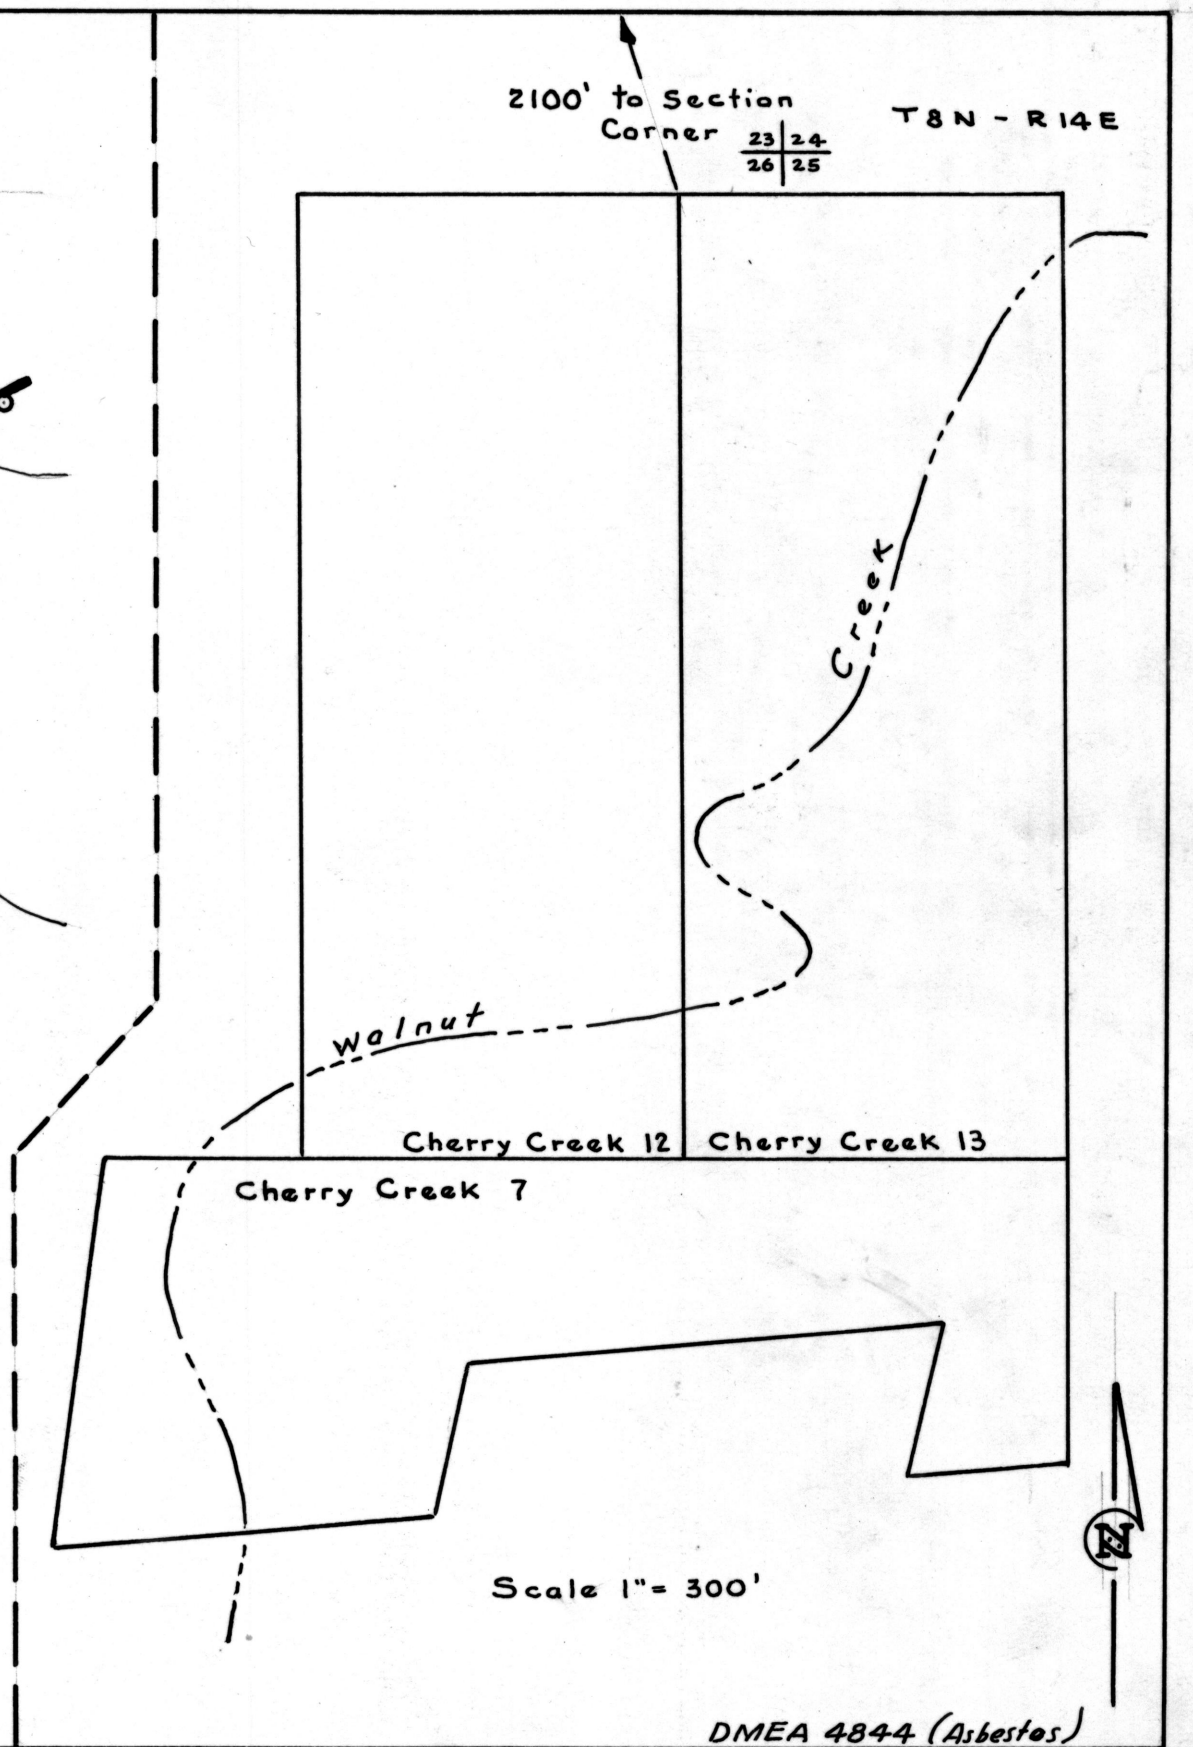 2100' to Section
Corner
23 24
26 25
T8N - R14E
Creek
Walnut
Cherry Creek 12
Cherry Creek 13
Cherry Creek 7
Scale 1" = 300'
N
DMEA 4844 (Asbestos)